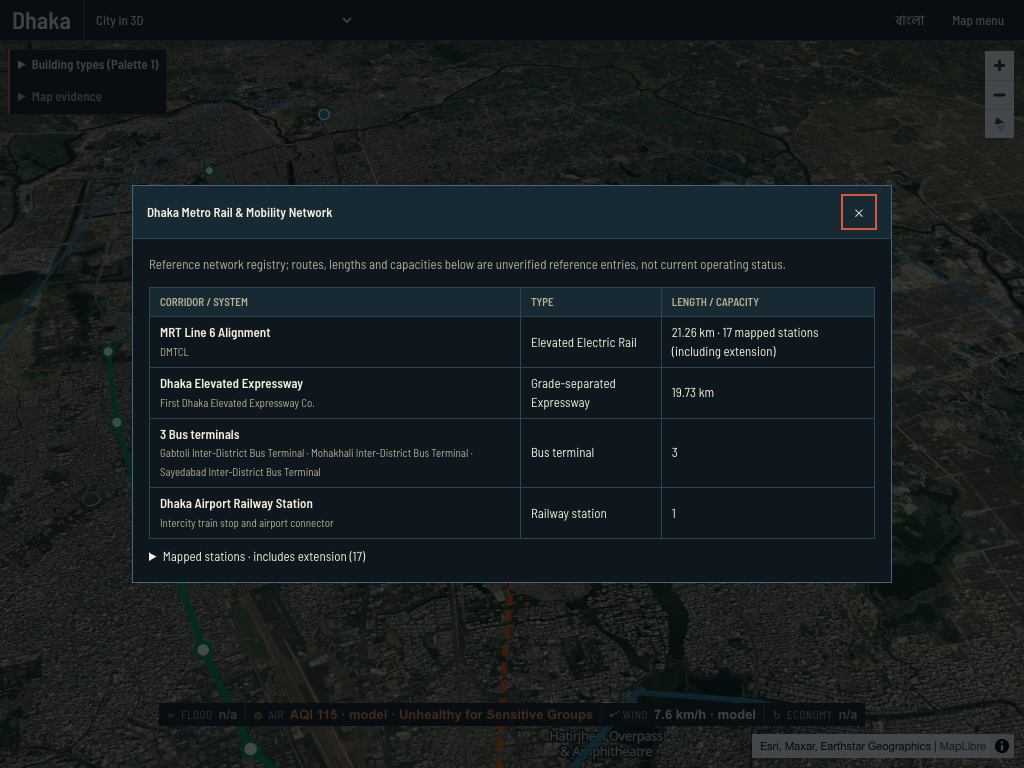 Dhaka
City in 3D
বাংলা
Map menu
Building types (Palette 1)
Map evidence
Dhaka Metro Rail & Mobility Network
Reference network registry; routes, lengths and capacities below are unverified reference entries, not current operating status.
CORRIDOR / SYSTEM
TYPE
LENGTH / CAPACITY
MRT Line 6 Alignment
DMTCL
Elevated Electric Rail
21.26 km · 17 mapped stations
(including extension)
Dhaka Elevated Expressway
First Dhaka Elevated Expressway Co.
Grade-separated
Expressway
19.73 km
3 Bus terminals
Gabtoli Inter-District Bus Terminal · Mohakhali Inter-District Bus Terminal ·
Sayedabad Inter-District Bus Terminal
Bus terminal
3
Dhaka Airport Railway Station
Intercity train stop and airport connector
Railway station
1
Mapped stations · includes extension (17)
FLOOD n/a
AIR AQI 115 · model · Unhealthy for Sensitive Groups
WIND 7.6 km/h · model
৳ ECONOMY n/a
Hatirjheel Overpass
& Amphitheatre
Esri, Maxar, Earthstar Geographics | MapLibre